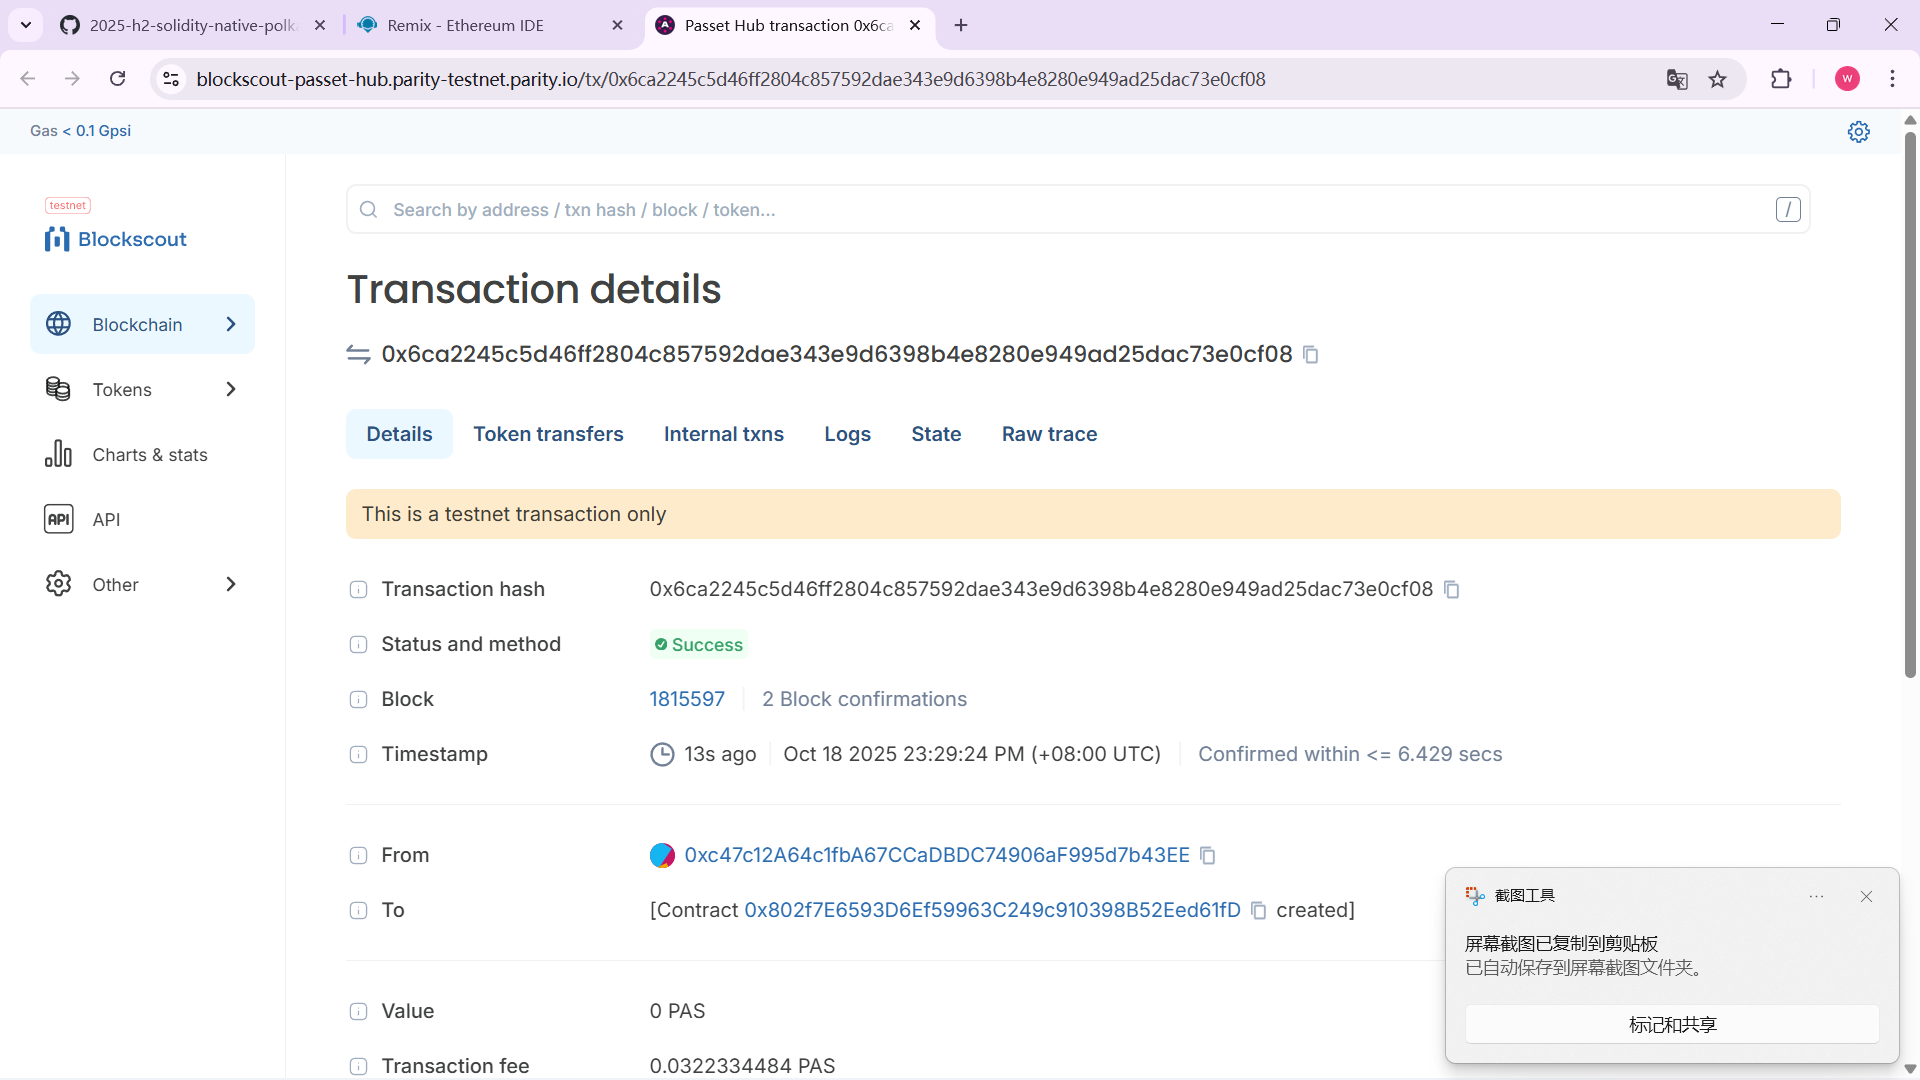 2025-h2-solidity-native-polk
Remix - Ethereum IDE
Passet Hub transaction 0x6ca
blockscout-passet-hub.parity-testnet.parity.io/tx/0x6ca2245c5d46ff2804c857592dae343e9d6398b4e8280e949ad25dac73e0cf08
W
Gas < 0.1 Gpsi
testnet
Blockscout
Blockchain
Tokens
Charts & stats
API
API
Other
Search by address / txn hash / block / token...
/
Transaction details
0x6ca2245c5d46ff2804c857592dae343e9d6398b4e8280e949ad25dac73e0cf08
Details Token transfers Internal txns Logs State Raw trace
This is a testnet transaction only
Transaction hash 0x6ca2245c5d46ff2804c857592dae343e9d6398b4e8280e949ad25dac73e0cf08
Status and method Success
Block 1815597 2 Block confirmations
Timestamp 13s ago Oct 18 2025 23:29:24 PM (+08:00 UTC) Confirmed within <= 6.429 secs
From 0xc47c12A64c1fbA67CCaDBDC74906aF995d7b43EE
To [Contract 0x802f7E6593D6Ef59963C249c910398B52Eed61fD created]
Value 0 PAS
Transaction fee 0.0322334484 PAS
截图工具
屏幕截图已复制到剪贴板
已自动保存到屏幕截图文件夹。
标记和共享